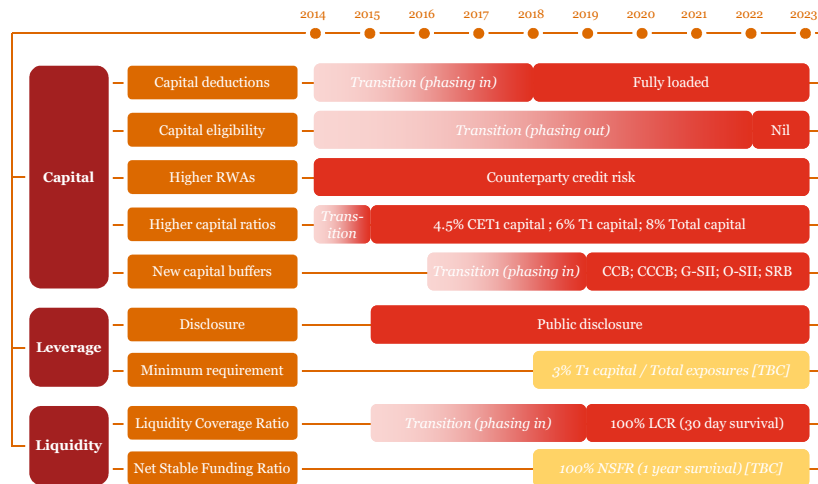 2014 2015 2016 2017 2018 2019 2020 2021 2022 2023
Capital
Capital deductions
Transition (phasing in)
Fully loaded
Capital eligibility
Transition (phasing out)
Nil
Higher RWAs
Counterparty credit risk
Higher capital ratios
Trans-
ition
4.5% CET1 capital ; 6% T1 capital; 8% Total capital
New capital buffers
Transition (phasing in)
CCB; CCCB; G-SII; O-SII; SRB
Leverage
Disclosure
Public disclosure
Minimum requirement
3% T1 capital / Total exposures [TBC]
Liquidity
Liquidity Coverage Ratio
Transition (phasing in)
100% LCR (30 day survival)
Net Stable Funding Ratio
100% NSFR (1 year survival) [TBC]